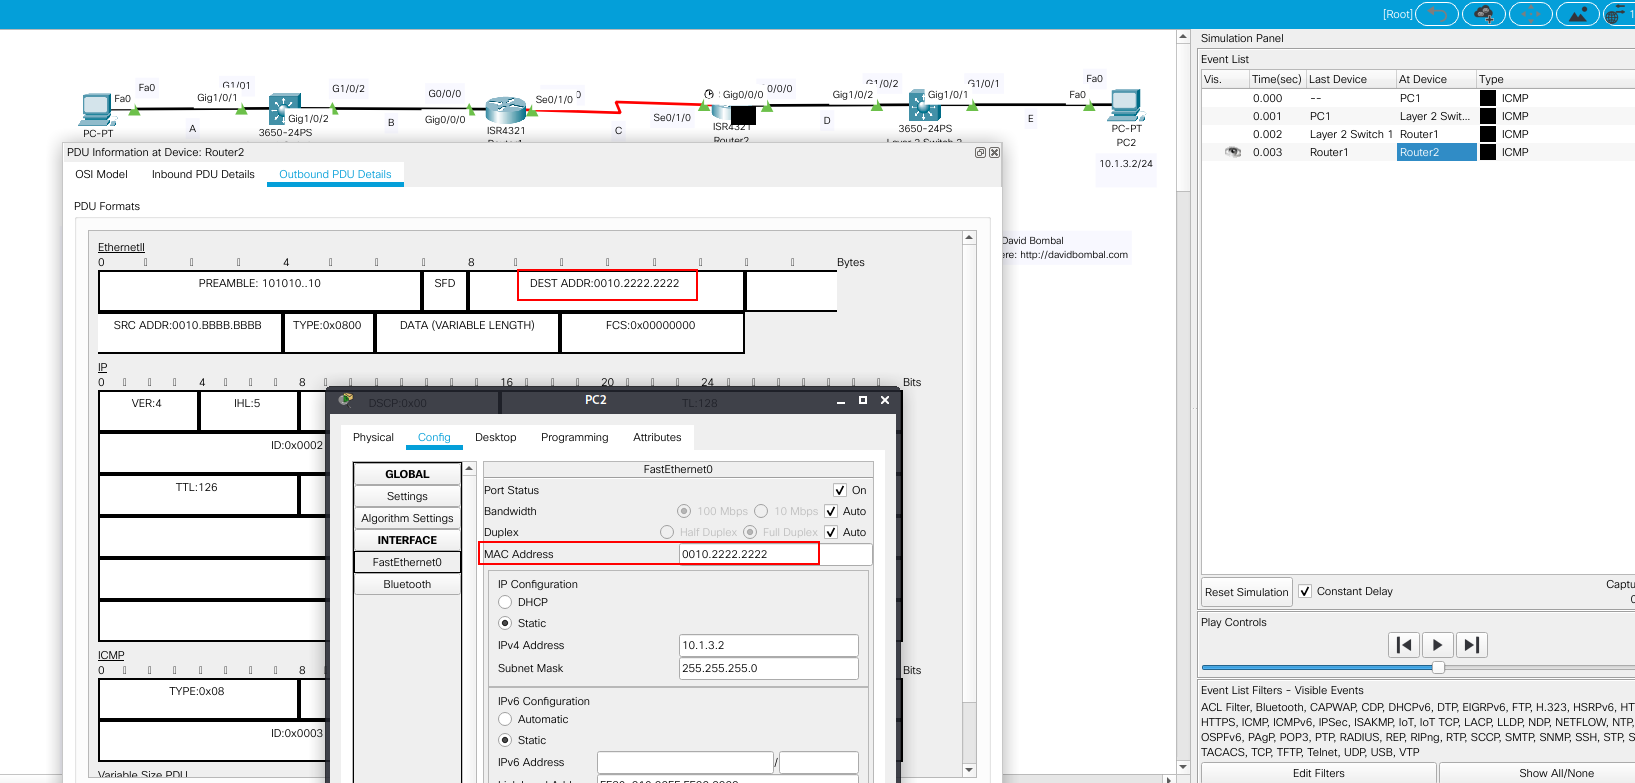 [Root]
Simulation Panel
Event List
Vis. Time(sec) Last Device At Device Type
0.000 -- PC1 ICMP
0.001 PC1 Layer 2 Swit... ICMP
0.002 Layer 2 Switch 1 Router1 ICMP
0.003 Router1 Router2 ICMP
Fa0 Fa0 G1/01 Gig1/0/1 G1/0/2 Gig1/0/2 G0/0/0 Gig0/0/0 Se0/1/0 Se0/1/0 Gig0/0/0 0/0/0 Gig1/0/2 G1/0/2 Gig1/0/1 G1/0/1 Fa0 Fa0
A B C D E
PC-PT 3650-24PS ISR4321 ISR4321 3650-24PS PC-PT
Router2 PC2
10.1.3.2/24
David Bombal
ere: http://davidbombal.com
PDU Information at Device: Router2
OSI Model Inbound PDU Details Outbound PDU Details
PDU Formats
EthernetII
0 4 8 Bytes
PREAMBLE: 101010..10 SFD DEST ADDR:0010.2222.2222
SRC ADDR:0010.BBBB.BBBB TYPE:0x0800 DATA (VARIABLE LENGTH) FCS:0x00000000
IP
0 4 8 16 20 24 Bits
VER:4 IHL:5 DSCP:0x00 TL:128
ID:0x0002
TTL:126
ICMP
0 4 8 Bits
TYPE:0x08
ID:0x0003
Variable Size PDU
PC2
Physical Config Desktop Programming Attributes
GLOBAL
Settings
Algorithm Settings
INTERFACE
FastEthernet0
Bluetooth
FastEthernet0
Port Status On
Bandwidth 100 Mbps 10 Mbps Auto
Duplex Half Duplex Full Duplex Auto
MAC Address 0010.2222.2222
IP Configuration
DHCP
Static
IPv4 Address 10.1.3.2
Subnet Mask 255.255.255.0
IPv6 Configuration
Automatic
Static
IPv6 Address /
Reset Simulation Constant Delay Captu
Play Controls
Event List Filters - Visible Events
ACL Filter, Bluetooth, CAPWAP, CDP, DHCPv6, DTP, EIGRPv6, FTP, H.323, HSRPv6, HT
HTTPS, ICMP, ICMPv6, IPSec, ISAKMP, IoT, IoT TCP, LACP, LLDP, NDP, NETFLOW, NTP,
OSPFv6, PAgP, POP3, PTP, RADIUS, REP, RIPng, RTP, SCCP, SMTP, SNMP, SSH, STP, S
TACACS, TCP, TFTP, Telnet, UDP, USB, VTP
Edit Filters Show All/None